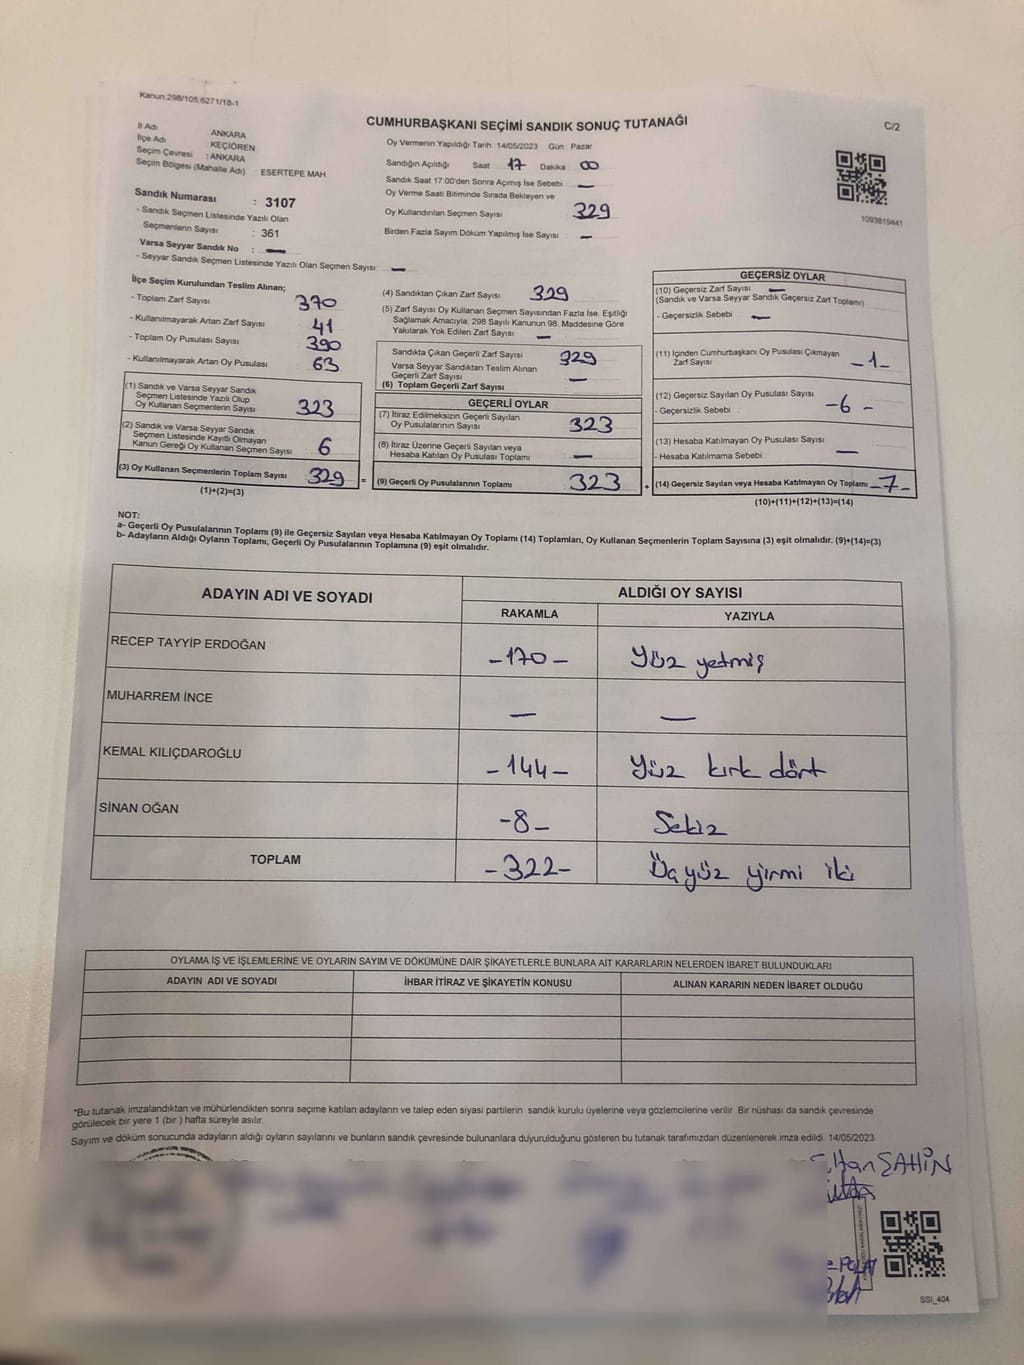 Kanun:298/105,6271/18-1
CUMHURBAŞKANI SEÇİMİ SANDIK SONUÇ TUTANAĞI
C/2
İl Adı ANKARA
İlçe Adı KEÇİÖREN
Seçim Çevresi : ANKARA
Seçim Bölgesi (Mahalle Adı) : ESERTEPE MAH
Sandık Numarası : 3107
- Sandık Seçmen Listesinde Yazılı Olan
Seçmenlerin Sayısı : 361
Varsa Seyyar Sandık No : —
- Seyyar Sandık Seçmen Listesinde Yazılı Olan Seçmen Sayısı: —
Oy Vermenin Yapıldığı Tarih 14/05/2023 Gün Pazar
Sandığın Açıldığı Saat 17 Dakika 00
Sandık Saat 17:00'den Sonra Açımış İse Sebebi —
Oy Verme Saati Bitiminde Sırada Bekleyen ve
Oy Kullandırılan Seçmen Sayısı 329
Birden Fazla Sayım Döküm Yapılmış İse Sayısı —
1093819441
İlçe Seçim Kurulundan Teslim Alınan;
- Toplam Zarf Sayısı 370
- Kullanılmayarak Artan Zarf Sayısı 41
- Toplam Oy Pusulası Sayısı 390
- Kullanılmayarak Artan Oy Pusulası 63
(1) Sandık ve Varsa Seyyar Sandık
Seçmen Listesinde Yazılı Olup
Oy Kullanan Seçmenlerin Sayısı 323
(2) Sandık ve Varsa Seyyar Sandık
Seçmen Listesinde Kayıtlı Olmayan
Kanun Gereği Oy Kullanan Seçmen Sayısı 6
(3) Oy Kullanan Seçmenlerin Toplam Sayısı 329 =
(1)+(2)=(3)
(4) Sandıktan Çıkan Zarf Sayısı 329
(5) Zarf Sayısı Oy Kullanan Seçmen Sayısından Fazla İse, Eşitliği
Sağlamak Amacıyla; 298 Sayılı Kanunun 98. Maddesine Göre
Yakılarak Yok Edilen Zarf Sayısı —
Sandıkta Çıkan Geçerli Zarf Sayısı 329
Varsa Seyyar Sandıktan Teslim Alınan
Geçerli Zarf Sayısı —
(6) Toplam Geçerli Zarf Sayısı
GEÇERLİ OYLAR
(7) İtiraz Edilmeksizin Geçerli Sayılan
Oy Pusulalarının Sayısı 323
(8) İtiraz Üzerine Geçerli Sayılan veya
Hesaba Katılan Oy Pusulası Toplamı —
(9) Geçerli Oy Pusulalarının Toplamı 323 +
GEÇERSİZ OYLAR
(10) Geçersiz Zarf Sayısı —
(Sandık ve Varsa Seyyar Sandık Geçersiz Zarf Toplamı)
- Geçersizlik Sebebi —
(11) İçinden Cumhurbaşkanı Oy Pusulası Çıkmayan
Zarf Sayısı -1-
(12) Geçersiz Sayılan Oy Pusulası Sayısı
- Geçersizlik Sebebi -6-
(13) Hesaba Katılmayan Oy Pusulası Sayısı
- Hesaba Katılmama Sebebi —
(14) Geçersiz Sayılan veya Hesaba Katılmayan Oy Toplamı -7-
(10)+(11)+(12)+(13)=(14)
NOT:
a- Geçerli Oy Pusulalarının Toplamı (9) ile Geçersiz Sayılan veya Hesaba Katılmayan Oy Toplamı (14) Toplamları, Oy Kullanan Seçmenlerin Toplam Sayısına (3) eşit olmalıdır. (9)+(14)=(3)
b- Adayların Aldığı Oyların Toplamı, Geçerli Oy Pusulalarının Toplamına (9) eşit olmalıdır.
ADAYIN ADI VE SOYADI
ALDIĞI OY SAYISI
RAKAMLA YAZIYLA
RECEP TAYYİP ERDOĞAN -170- Yüz yetmiş
MUHARREM İNCE — —
KEMAL KILIÇDAROĞLU -144- Yüz kırk dört
SİNAN OĞAN -8- Sekiz
TOPLAM -322- Üçyüz yirmi iki
OYLAMA İŞ VE İŞLEMLERİNE VE OYLARIN SAYIM VE DÖKÜMÜNE DAİR ŞİKAYETLERLE BUNLARA AİT KARARLARIN NELERDEN İBARET BULUNDUKLARI
ADAYIN ADI VE SOYADI İHBAR İTİRAZ VE ŞİKAYETİN KONUSU ALINAN KARARIN NEDEN İBARET OLDUĞU
*Bu tutanak imzalandıktan ve mühürlendikten sonra seçime katılan adayların ve talep eden siyasi partilerin sandık kurulu üyelerine veya gözlemcilerine verilir. Bir nüshası da sandık çevresinde
görülecek bir yere 1 (bir) hafta süreyle asılır.
Sayım ve döküm sonucunda adayların aldığı oyların sayılarını ve bunların sandık çevresinde bulunanlara duyurulduğunu gösteren bu tutanak tarafımızdan düzenlenerek imza edildi. 14/05/2023
ŞAHİN
POLAT
SSI_404